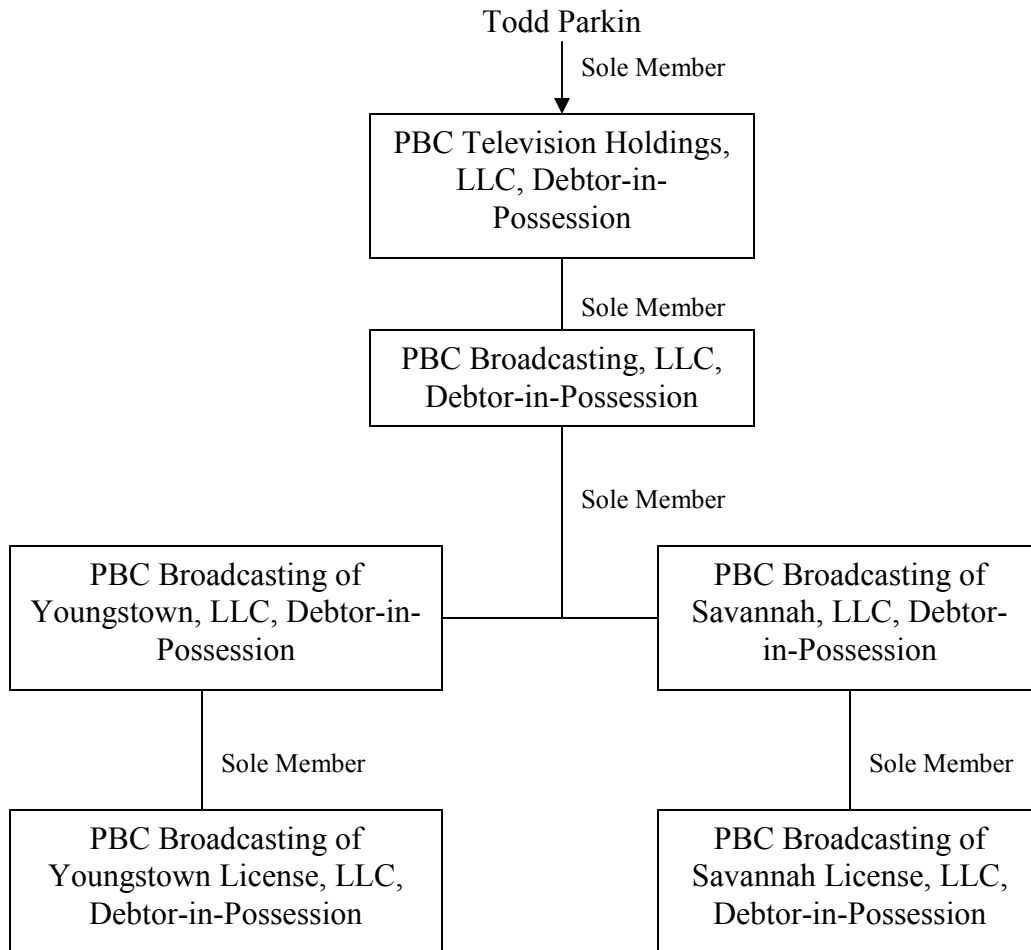 Todd Parkin
Sole Member
PBC Television Holdings,
LLC, Debtor-in-
Possession
Sole Member
PBC Broadcasting, LLC,
Debtor-in-Possession
Sole Member
PBC Broadcasting of
Youngstown, LLC, Debtor-in-
Possession
PBC Broadcasting of
Savannah, LLC, Debtor-
in-Possession
Sole Member
Sole Member
PBC Broadcasting of
Youngstown License, LLC,
Debtor-in-Possession
PBC Broadcasting of
Savannah License, LLC,
Debtor-in-Possession